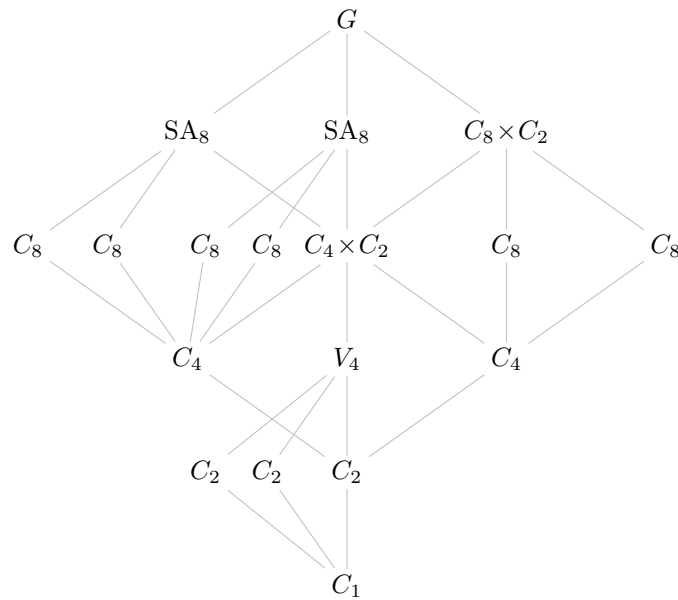 G
SA₈ SA₈ C₈×C₂
C₈ C₈ C₈ C₈ C₄×C₂ C₈ C₈
C₄ V₄ C₄
C₂ C₂ C₂
C₁